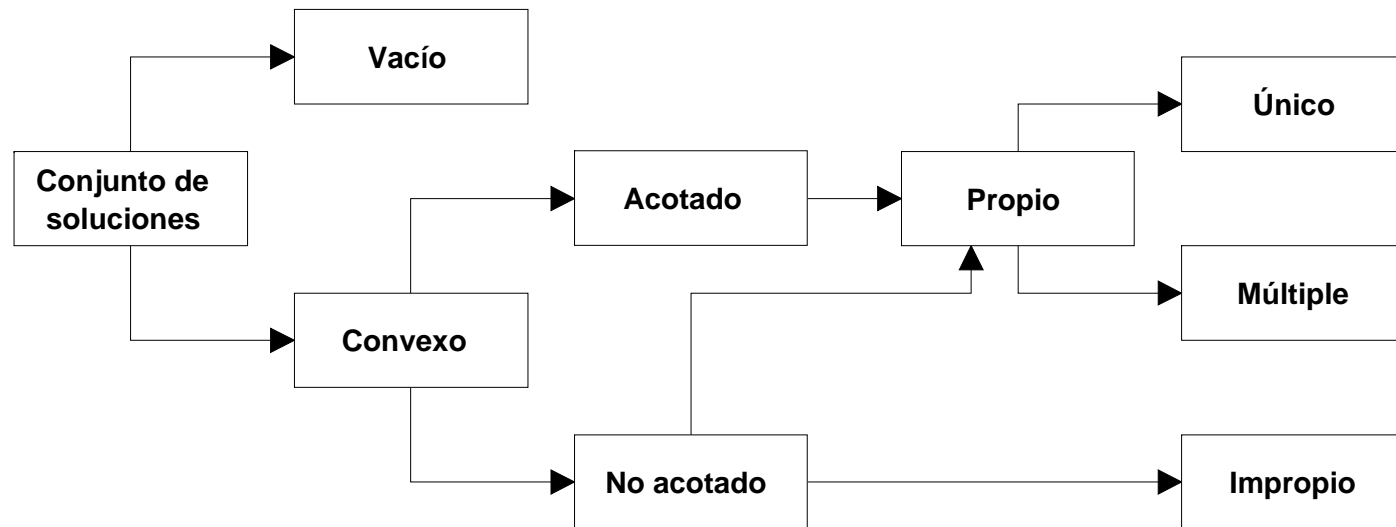 Vacío
Único
Conjunto de
soluciones
Acotado
Propio
Convexo
Múltiple
No acotado
Impropio